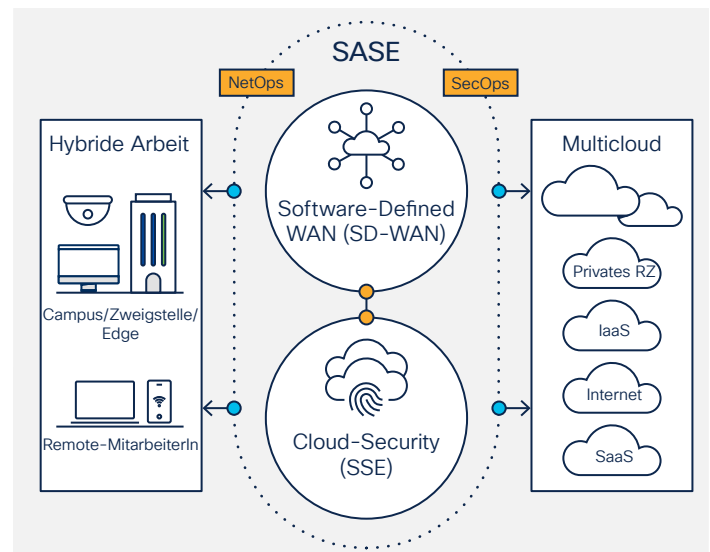 SASE
NetOps
SecOps
Hybride Arbeit
Campus/Zweigstelle/
Edge
Remote-MitarbeiterIn
Software-Defined
WAN (SD-WAN)
Cloud-Security
(SSE)
Multicloud
Privates RZ
IaaS
Internet
SaaS